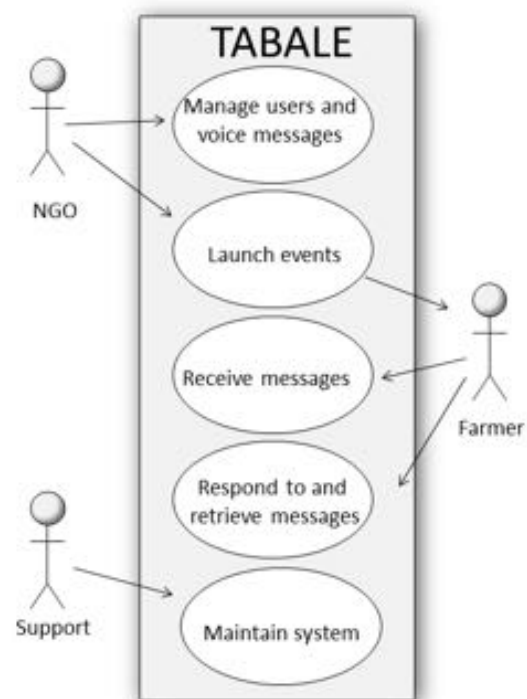 TABALE
Manage users and
voice messages
NGO
Launch events
Receive messages
Farmer
Respond to and
retrieve messages
Support
Maintain system